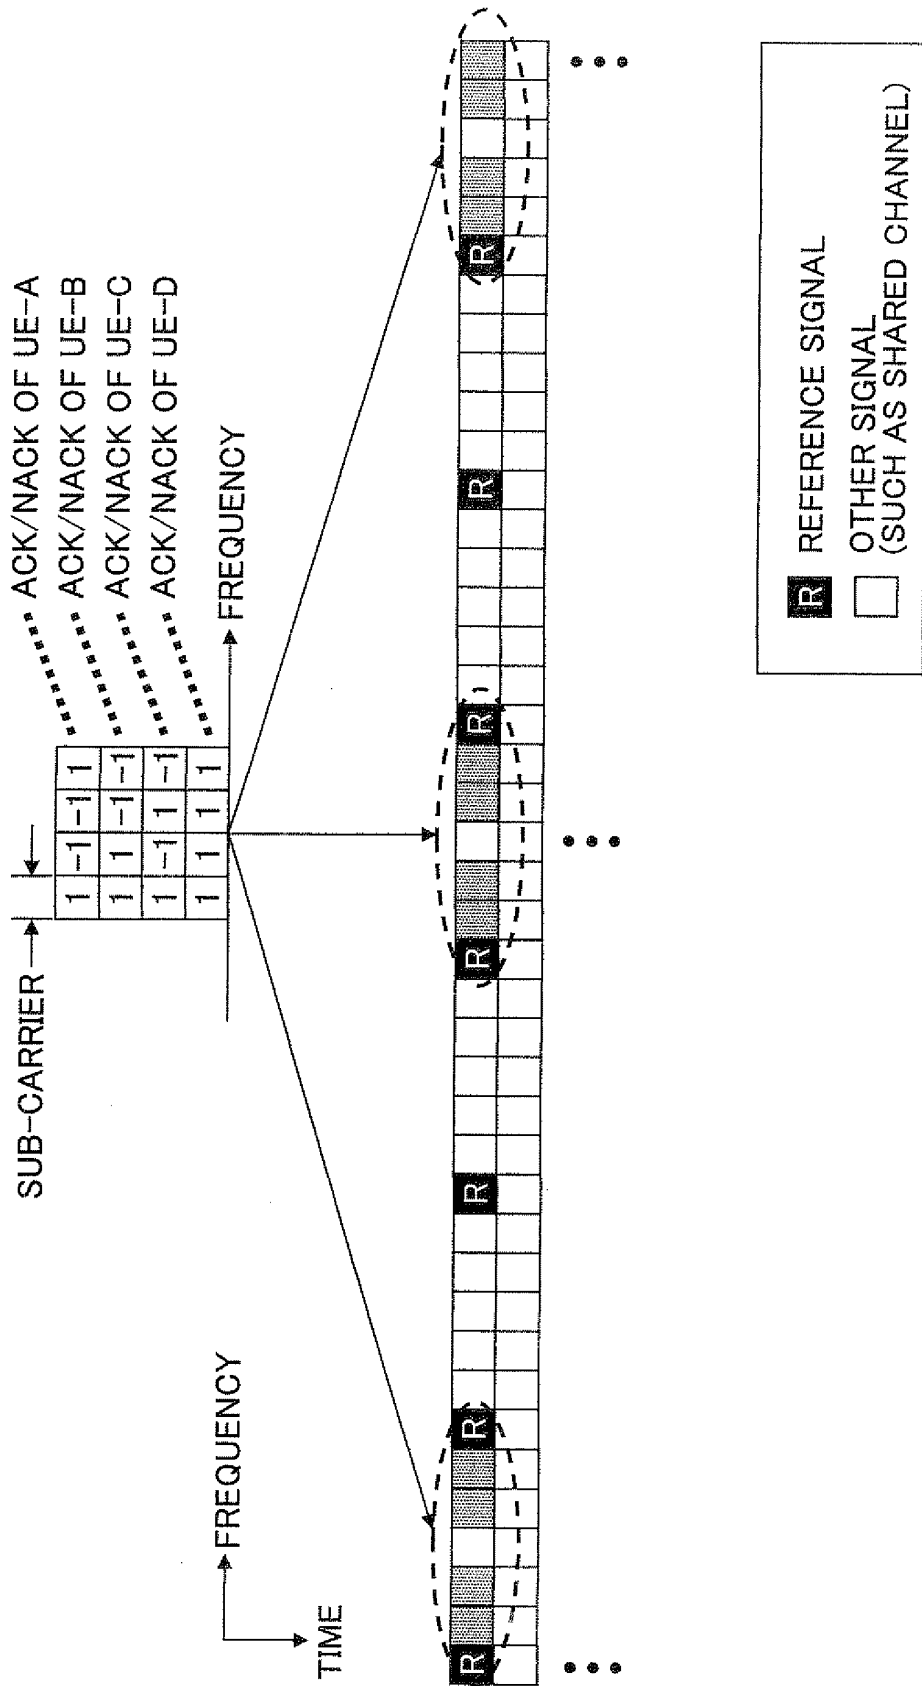 SUB-CARRIER
1 -1 -1 1 ACK/NACK OF UE-A
1 1 -1 -1 ACK/NACK OF UE-B
1 -1 1 -1 ACK/NACK OF UE-C
1 1 1 1 ACK/NACK OF UE-D
FREQUENCY
FREQUENCY
TIME
R R R R R R R
R REFERENCE SIGNAL
OTHER SIGNAL
(SUCH AS SHARED CHANNEL)